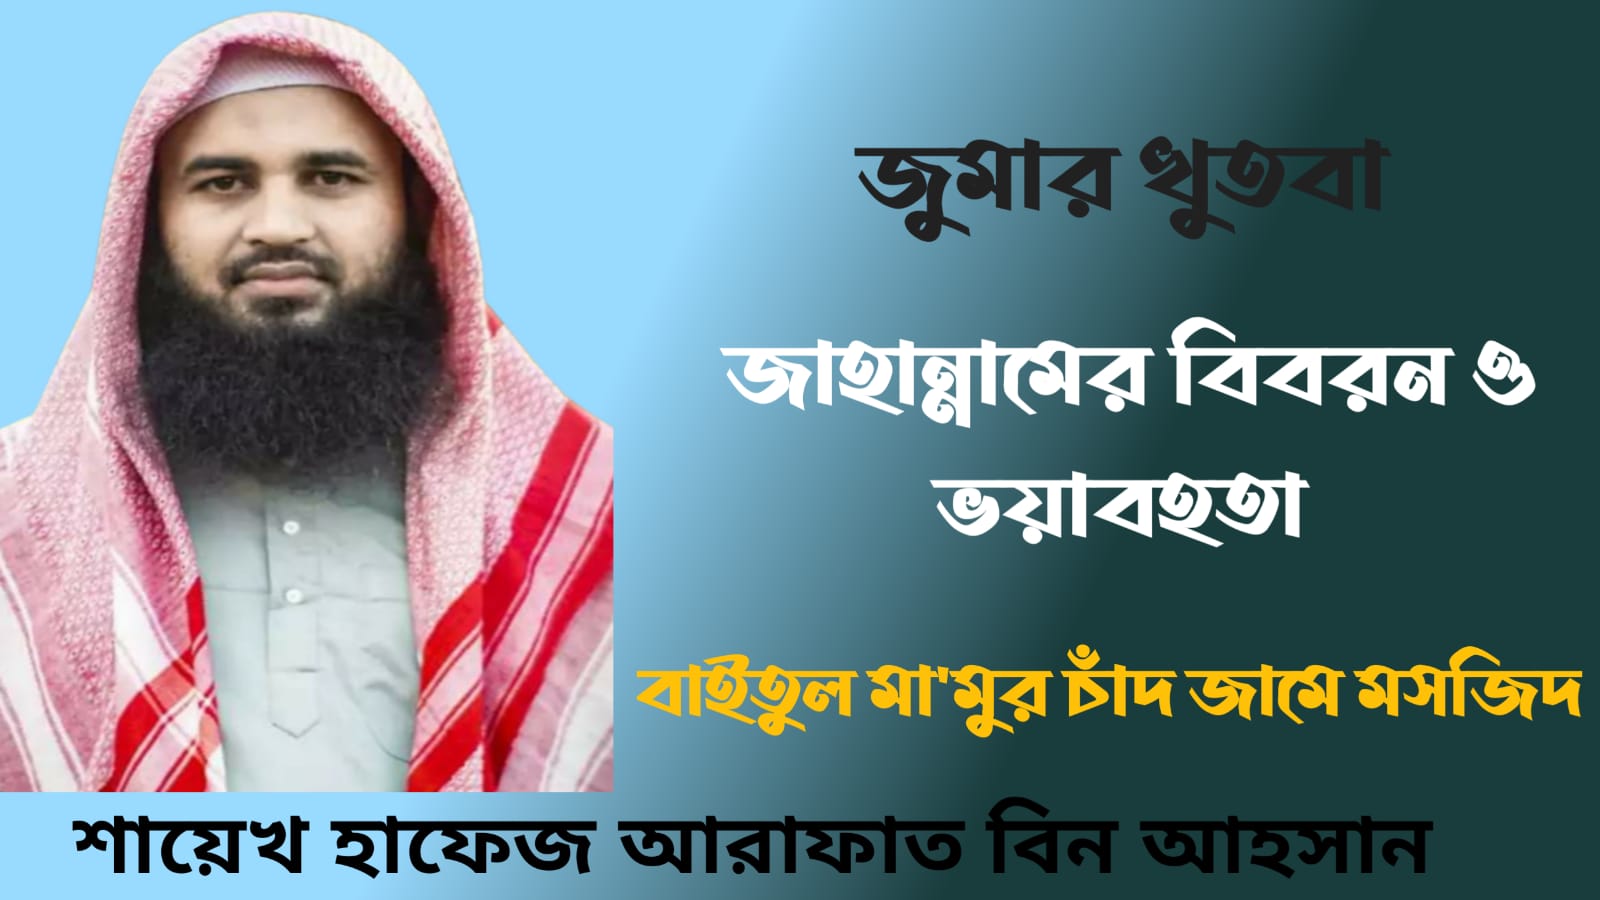 জুমার খুতবা
জাহান্নামের বিবরন ও
ভয়াবহতা
বাইতুল মা'মুর চাঁদ জামে মসজিদ
শায়েখ হাফেজ আরাফাত বিন আহসান